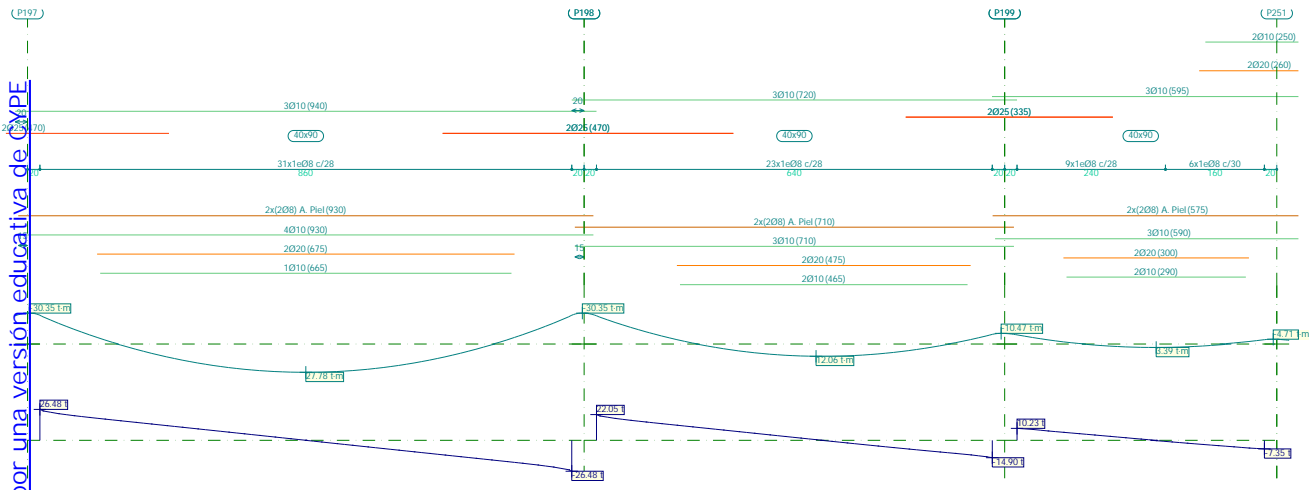 P197 P198 P199 P251
2Ø10 (250)
2Ø20 (260)
3Ø10 (595)
3Ø10 (720)
20
3Ø10 (940)
20
2Ø25 (335)
2Ø25 (470) 2Ø25 (470)
40x90 40x90 40x90
31x1eØ8 c/28 23x1eØ8 c/28 9x1eØ8 c/28 6x1eØ8 c/30
20 860 20 20 640 20 20 240 160 20
2x(2Ø8) A. Piel (930) 2x(2Ø8) A. Piel (575)
2x(2Ø8) A. Piel (710)
4Ø10 (930) 3Ø10 (590)
15 3Ø10 (710)
2Ø20 (675) 2Ø20 (300)
2Ø20 (475)
1Ø10 (665) 2Ø10 (290)
2Ø10 (465)
-30.35 t·m -30.35 t·m
-10.47 t·m -4.71 t·m
27.78 t·m 12.06 t·m 3.39 t·m
26.48 t 22.05 t 10.23 t
-26.48 t -14.90 t -7.35 t
por una versión educativa de CYPE